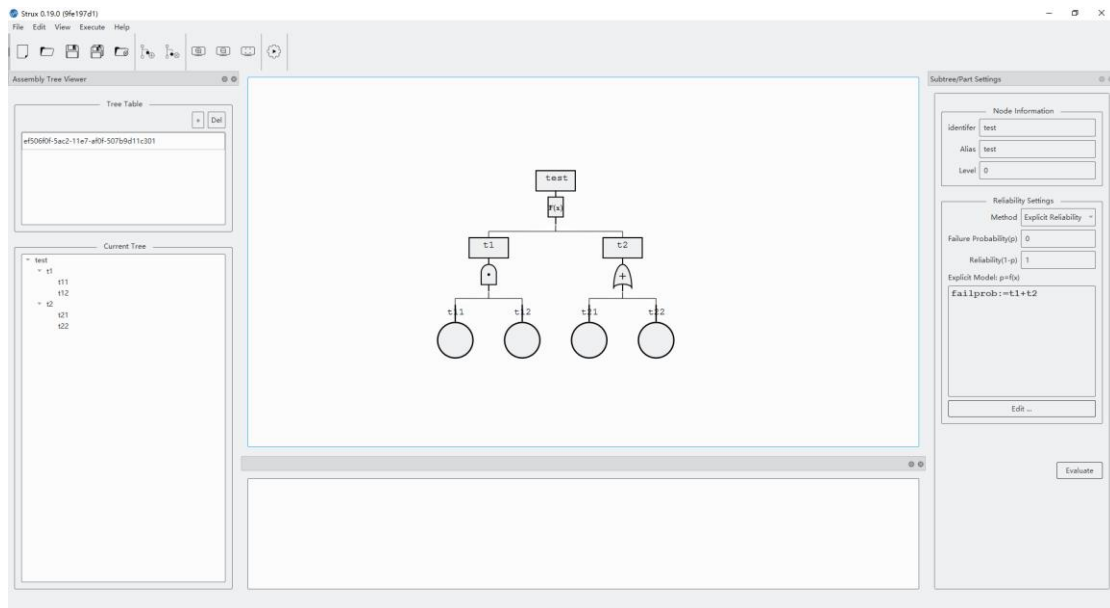 Strux 0.19.0 (9fe197d1)
File Edit View Execute Help
Assembly Tree Viewer
Tree Table
+ Del
ef506f0f-5ac2-11e7-af0f-507b9d11c301
Current Tree
test
t1
t11
t12
t2
t21
t22
test
F(x)
t1 t2
t11 t12 t21 t22
Subtree/Part Settings
Node Information
identifer test
Alias test
Level 0
Reliability Settings
Method Explicit Reliability
Failure Probability(p) 0
Reliability(1-p) 1
Explicit Model: p=f(x)
failprob:=t1+t2
Edit ...
Evaluate